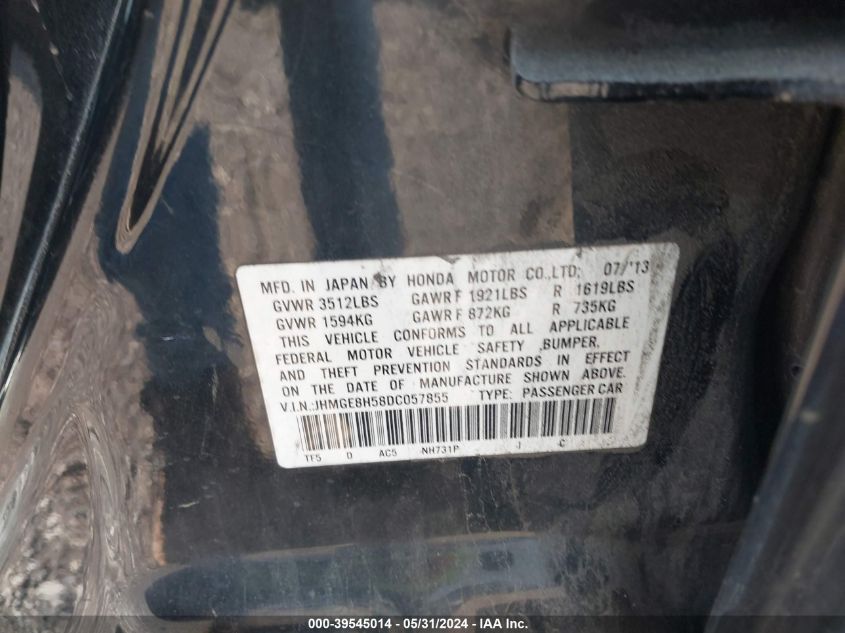 MFD. IN JAPAN BY HONDA MOTOR CO.,LTD; 07/'13
GVWR 3512LBS GAWR F 1921LBS R 1619LBS
GVWR 1594KG GAWR F 872KG R 735KG
THIS VEHICLE CONFORMS TO ALL APPLICABLE
FEDERAL MOTOR VEHICLE SAFETY ,BUMPER,
AND THEFT PREVENTION STANDARDS IN EFFECT
ON THE DATE OF MANUFACTURE SHOWN ABOVE.
V.I.N.:JHMGE8H58DC057855 TYPE: PASSENGER CAR
TF5 D AC5 NH731P 1 C
000-39545014 - 05/31/2024 - IAA Inc.